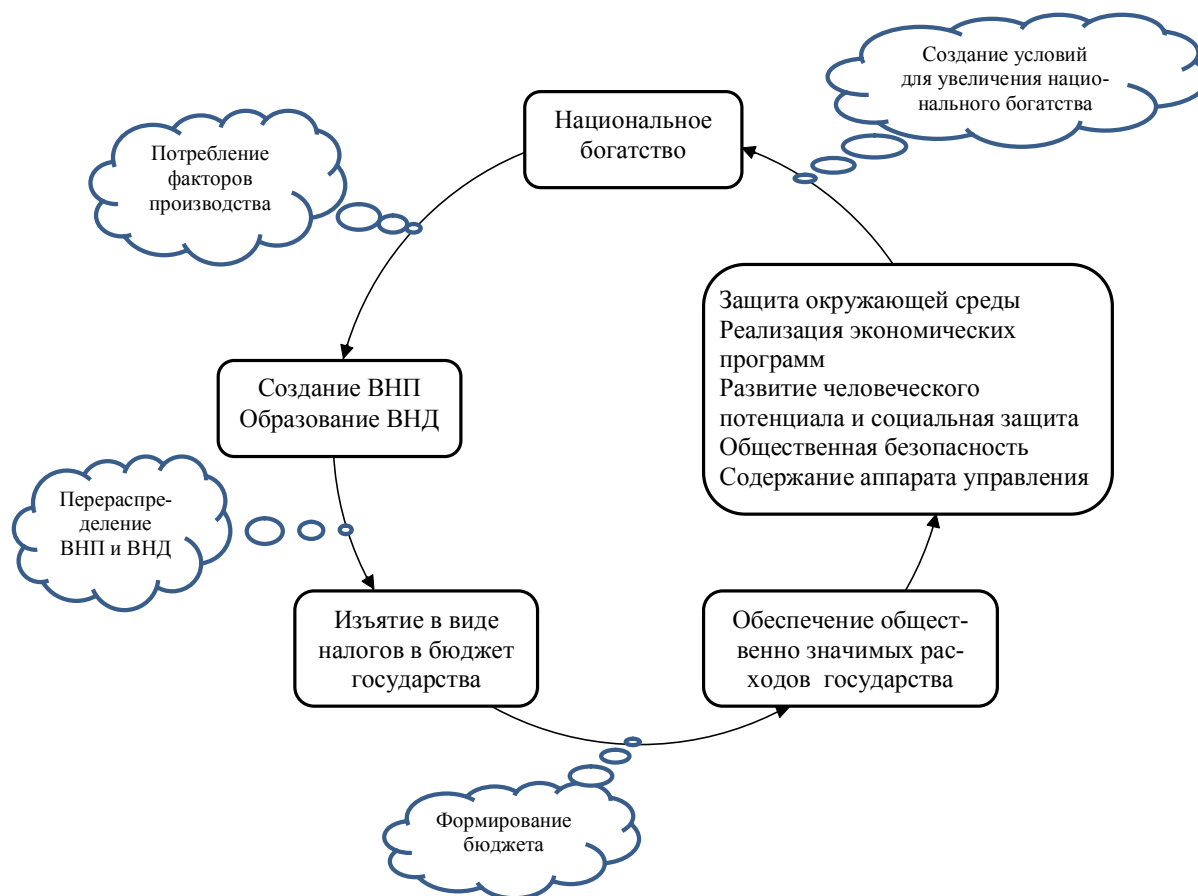 Создание условий
для увеличения нацио-
нального богатства
Национальное
богатство
Потребление
факторов
производства
Защита окружающей среды
Реализация экономических
программ
Развитие человеческого
потенциала и социальная защита
Общественная безопасность
Содержание аппарата управления
Создание ВНП
Образование ВНД
Перераспре-
деление
ВНП и ВНД
Изъятие в виде
налогов в бюджет
государства
Обеспечение общест-
венно значимых рас-
ходов государства
Формирование
бюджета